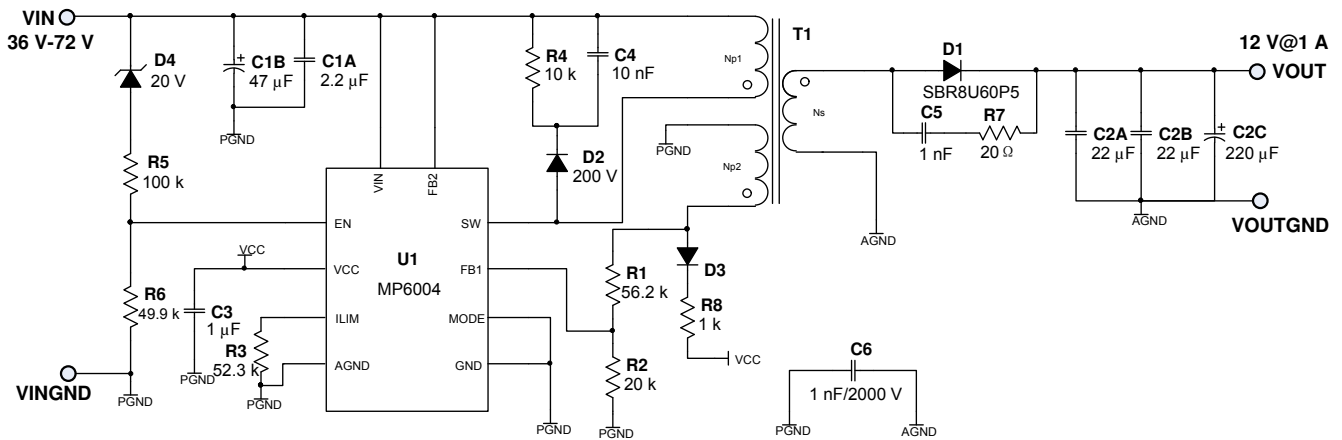 VIN
36 V-72 V
D4
20 V
C1B
47 μF
C1A
2.2 μF
PGND
R4
10 k
C4
10 nF
Np1
T1
D1
SBR8U60P5
12 V@1 A
VOUT
Ns
C5
1 nF
R7
20 Ω
C2A
22 μF
C2B
22 μF
C2C
220 μF
R5
100 k
D2
200 V
PGND
Np2
VIN
FB2
EN
SW
AGND
AGND
VOUTGND
VCC
VCC
U1
MP6004
FB1
R1
56.2 k
D3
R6
49.9 k
C3
1 μF
ILIM
MODE
R8
1 k
R3
52.3 k
AGND
GND
R2
20 k
VCC
C6
1 nF/2000 V
VINGND
PGND
PGND
PGND
PGND
PGND
PGND
AGND